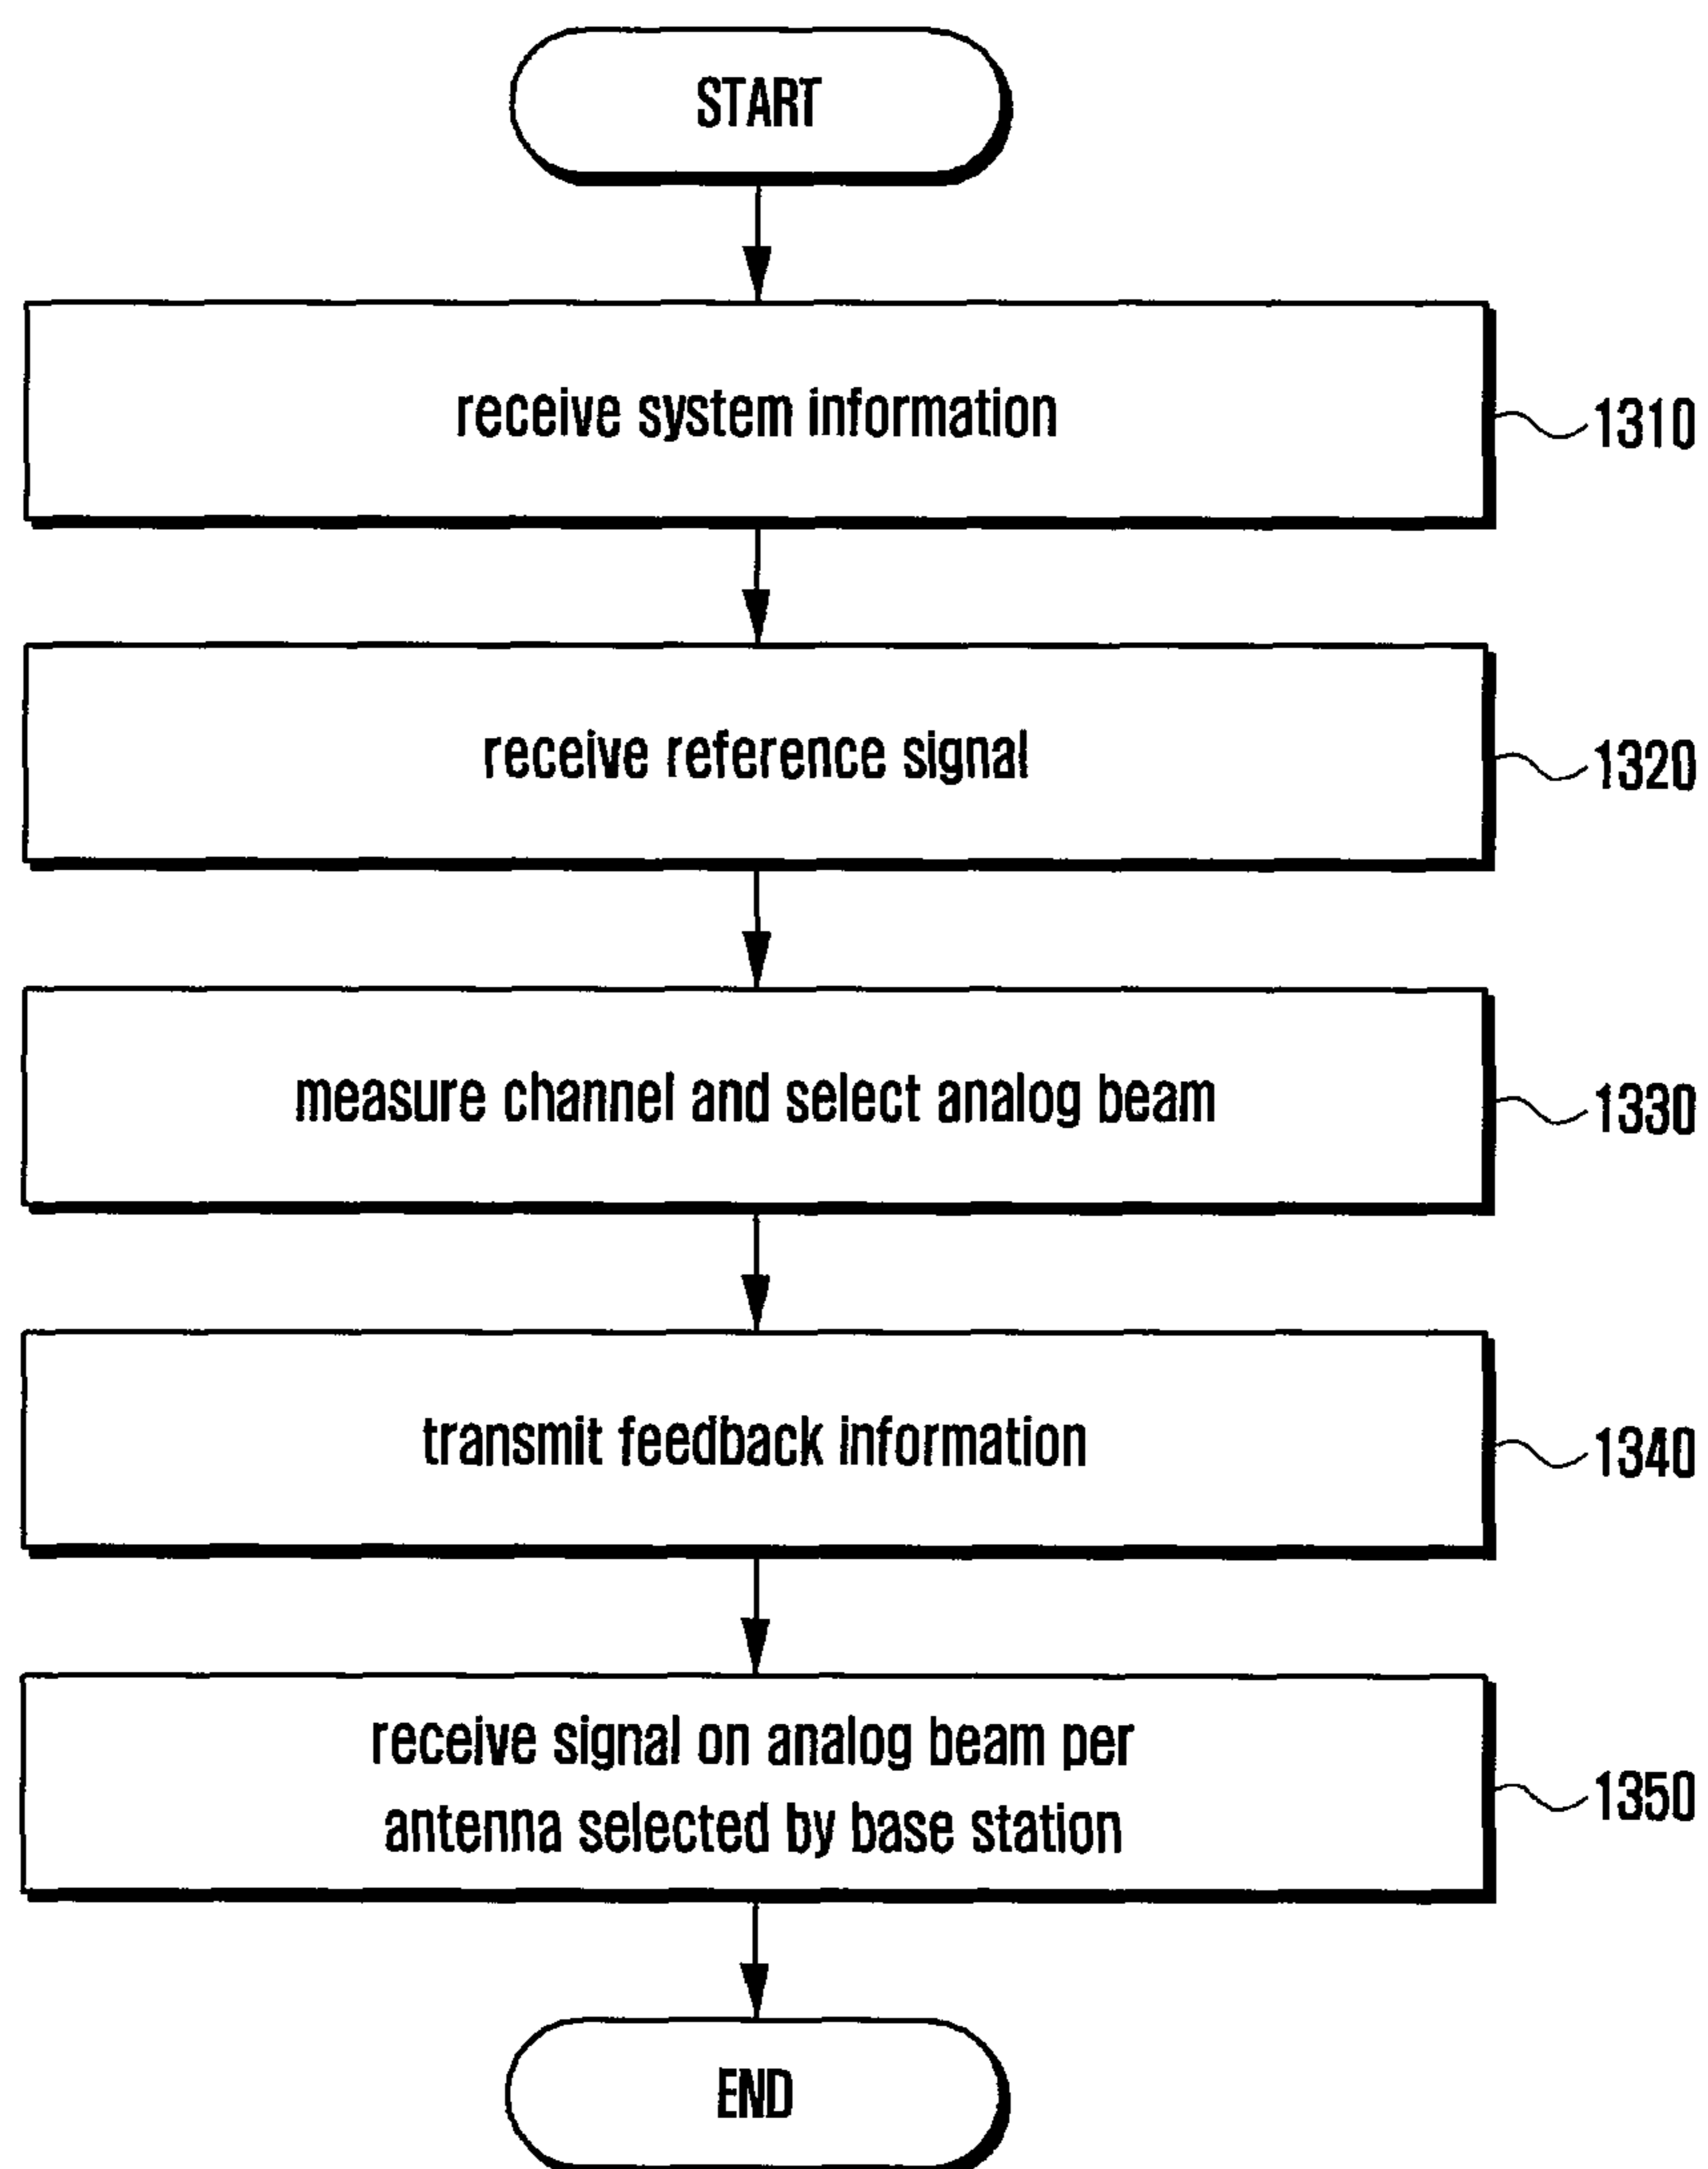 START
receive system information
1310
receive reference signal
1320
measure channel and select analog beam
1330
transmit feedback information
1340
receive signal on analog beam per
antenna selected by base station
1350
END